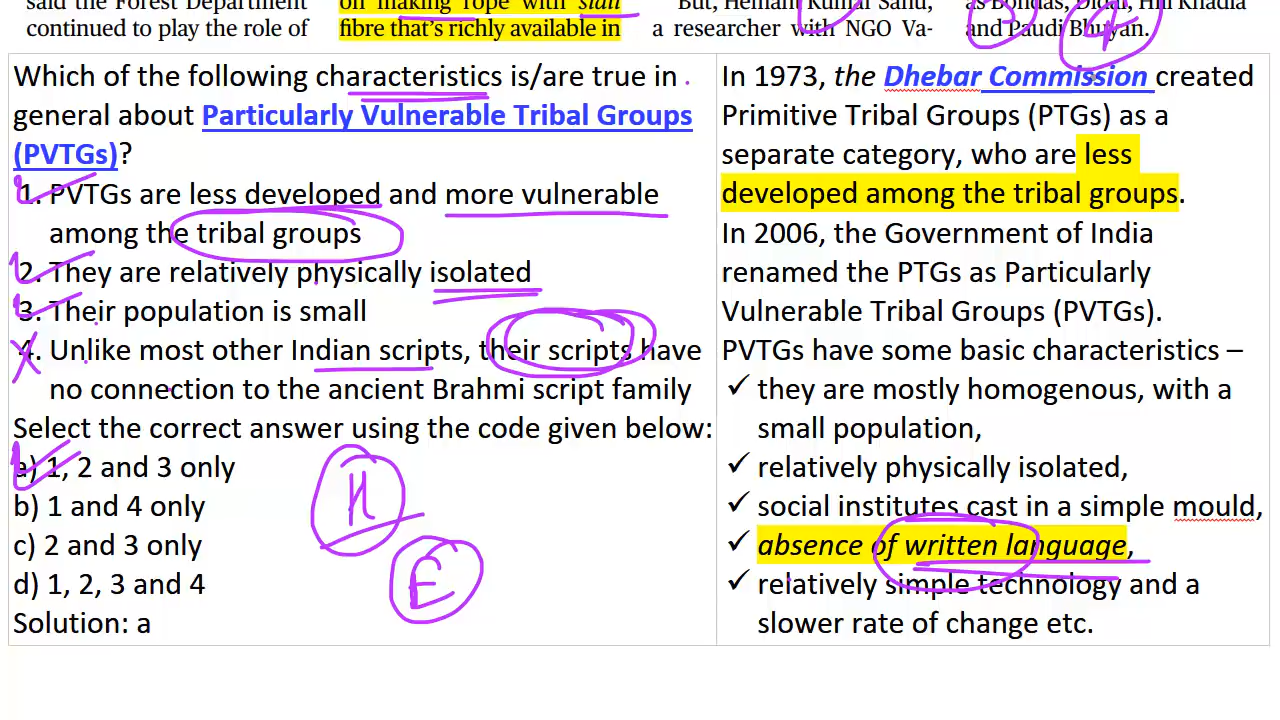 said the Forest Department
continued to play the role of
on making rope with siali
fibre that's richly available in
But, Hemant Kumar Sahu,
a researcher with NGO Va-
as Bondas, Didai, Hill Khadia
and Paudi Bhuyan.
3
4
Which of the following characteristics is/are true in
general about Particularly Vulnerable Tribal Groups
(PVTGs)?
1. PVTGs are less developed and more vulnerable
among the tribal groups
2. They are relatively physically isolated
3. Their population is small
4. Unlike most other Indian scripts, their scripts have
no connection to the ancient Brahmi script family
Select the correct answer using the code given below:
a) 1, 2 and 3 only
b) 1 and 4 only
c) 2 and 3 only
d) 1, 2, 3 and 4
Solution: a
H
E
In 1973, the Dhebar Commission created
Primitive Tribal Groups (PTGs) as a
separate category, who are less
developed among the tribal groups.
In 2006, the Government of India
renamed the PTGs as Particularly
Vulnerable Tribal Groups (PVTGs).
PVTGs have some basic characteristics –
✓ they are mostly homogenous, with a
small population,
✓ relatively physically isolated,
✓ social institutes cast in a simple mould,
✓ absence of written language,
✓ relatively simple technology and a
slower rate of change etc.